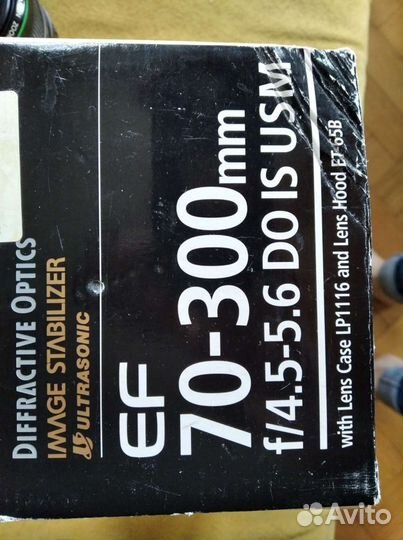 DIFFRACTIVE OPTICS
IMAGE STABILIZER
ULTRASONIC
EF
70-300mm
f/4.5-5.6 DO IS USM
with Lens Case LP1116 and Lens Hood ET-65B
ZOOM
Avito